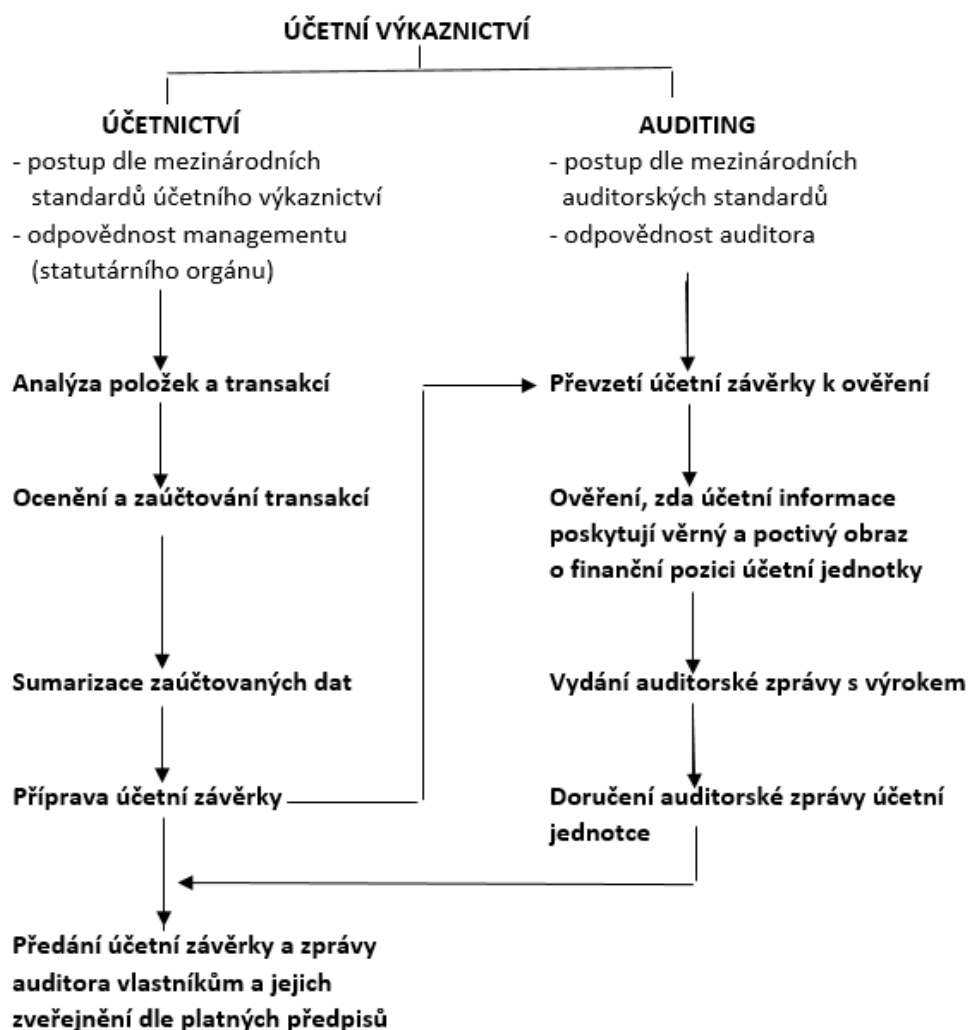 ÚČETNÍ VÝKAZNICTVÍ
ÚČETNICTVÍ
- postup dle mezinárodních
standardů účetního výkaznictví
- odpovědnost managementu
(statutárního orgánu)
Analýza položek a transakcí
Ocenění a zaúčtování transakcí
Sumarizace zaúčtovaných dat
Příprava účetní závěrky
AUDITING
- postup dle mezinárodních
auditorských standardů
- odpovědnost auditora
Převzetí účetní závěrky k ověření
Ověření, zda účetní informace
poskytují věrný a poctivý obraz
o finanční pozici účetní jednotky
Vydání auditorské zprávy s výrokem
Doručení auditorské zprávy účetní
jednotce
Předání účetní závěrky a zprávy
auditora vlastníkům a jejich
zveřejnění dle platných předpisů